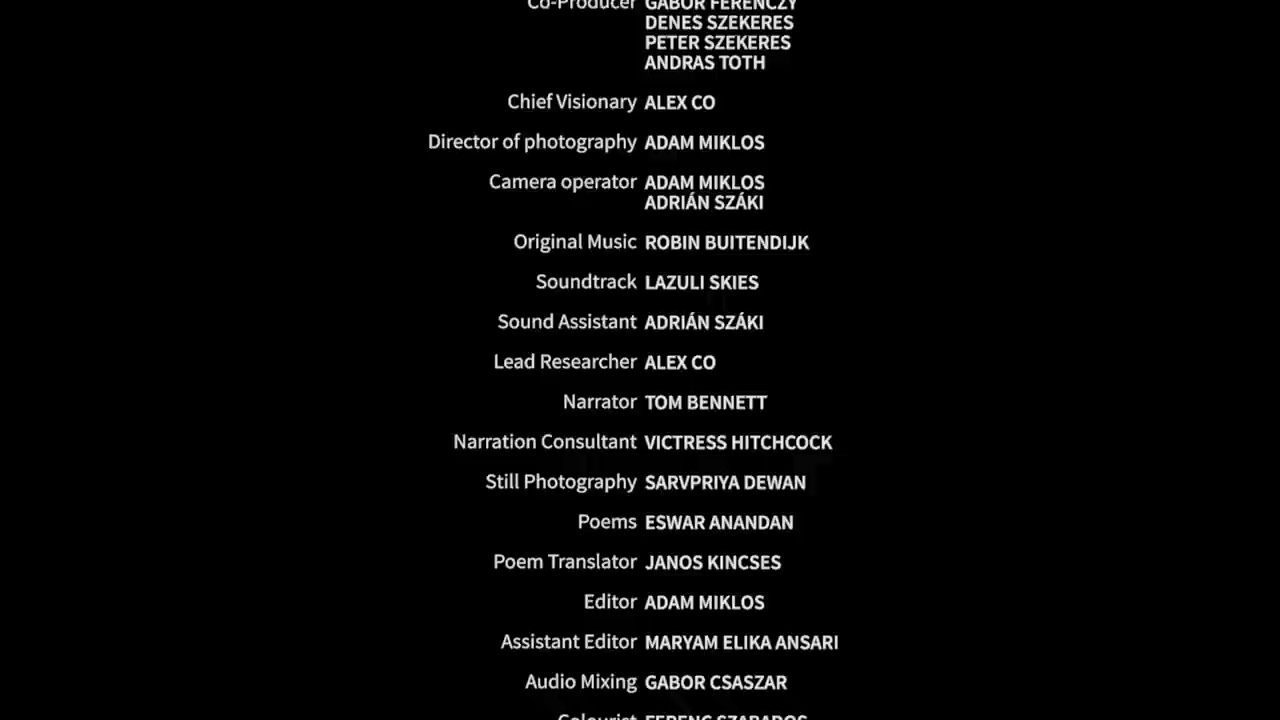 Co-Producer GABOR FERENCZY
DENES SZEKERES
PETER SZEKERES
ANDRAS TOTH
Chief Visionary ALEX CO
Director of photography ADAM MIKLOS
Camera operator ADAM MIKLOS
ADRIÁN SZÁKI
Original Music ROBIN BUITENDIJK
Soundtrack LAZULI SKIES
Sound Assistant ADRIÁN SZÁKI
Lead Researcher ALEX CO
Narrator TOM BENNETT
Narration Consultant VICTRESS HITCHCOCK
Still Photography SARVPRIYA DEWAN
Poems ESWAR ANANDAN
Poem Translator JANOS KINCSES
Editor ADAM MIKLOS
Assistant Editor MARYAM ELIKA ANSARI
Audio Mixing GABOR CSASZAR
Colourist FERENC SZABADOS